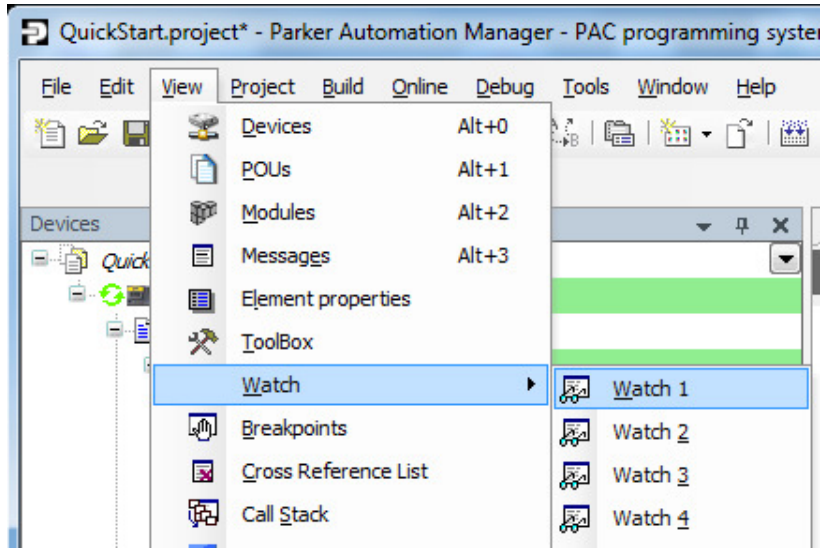 QuickStart.project* - Parker Automation Manager - PAC programming syste
File Edit View Project Build Online Debug Tools Window Help
Devices Alt+0
POUs Alt+1
Modules Alt+2
Messages Alt+3
Element properties
ToolBox
Watch
Breakpoints
Cross Reference List
Call Stack
Devices
Quick
Watch 1
Watch 2
Watch 3
Watch 4